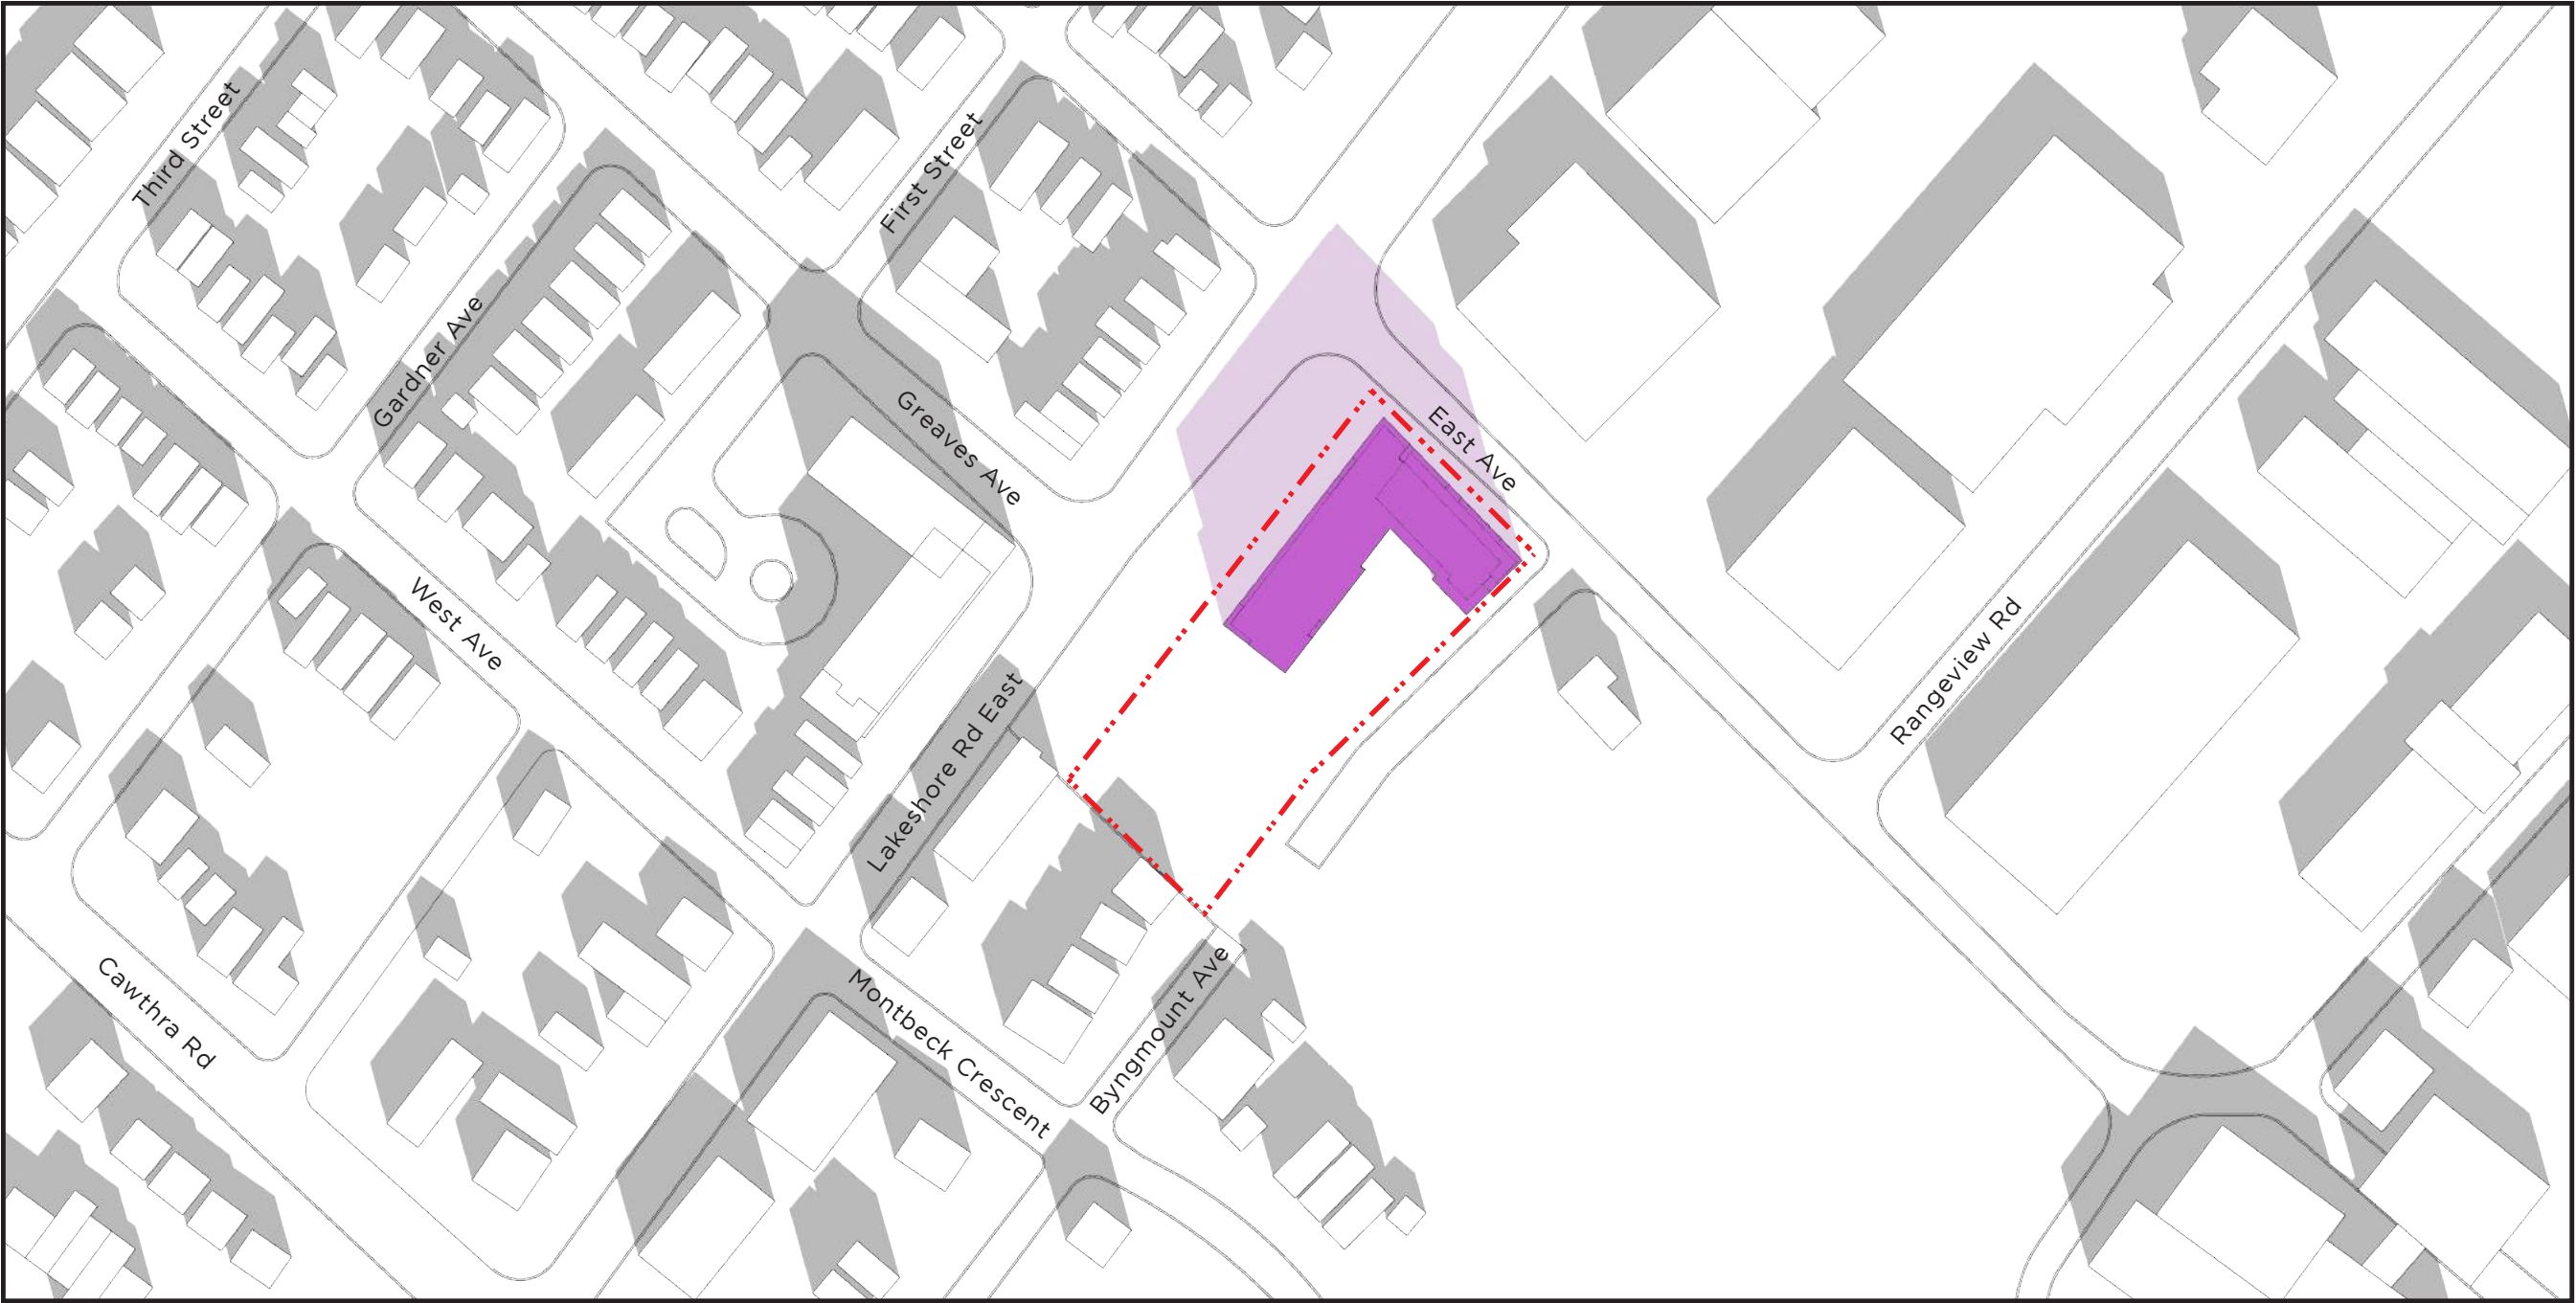 Third Street
First Street
Gardner Ave
Greaves Ave
East Ave
West Ave
Rangeview Rd
Lakeshore Rd East
Cawthra Rd
Montbeck Crescent
Byngmount Ave